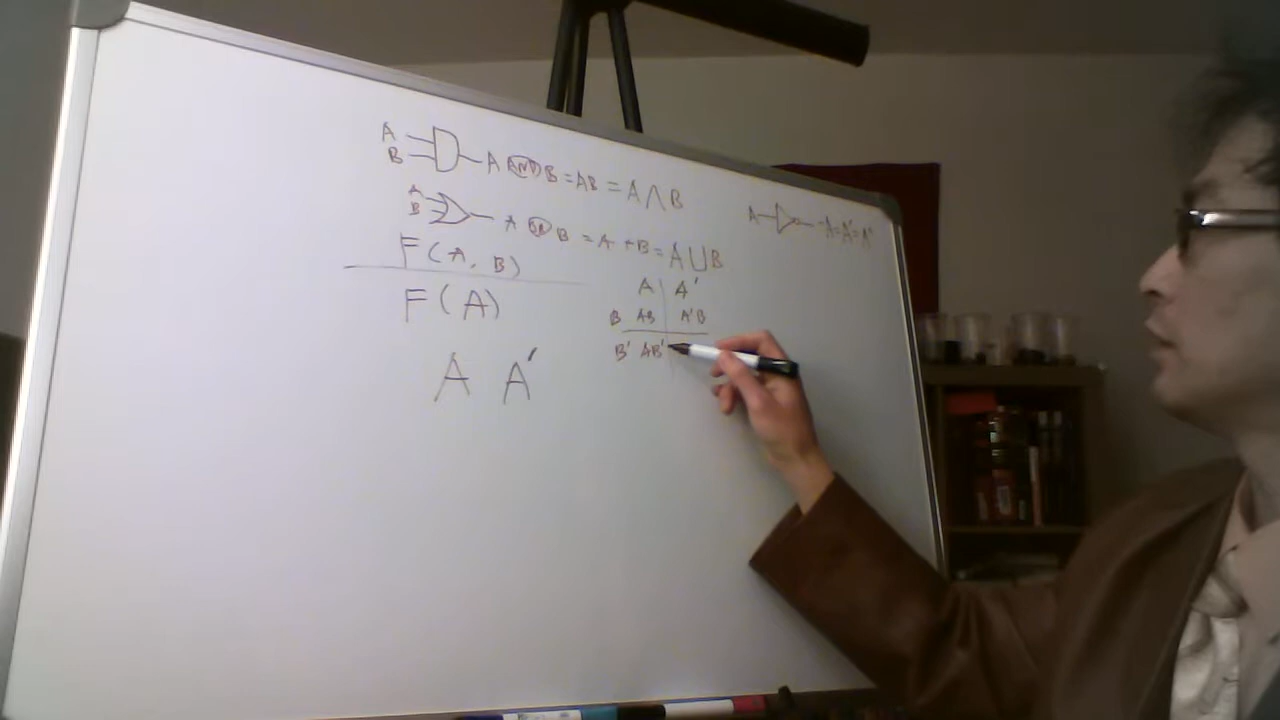 A
B
A AND B = AB = A ∧ B
A
B
A OR B = A + B = A ∪ B
A ¬A = A' = A'
F(A, B)
F(A)
A A'
A A'
B AB A'B
B' AB'